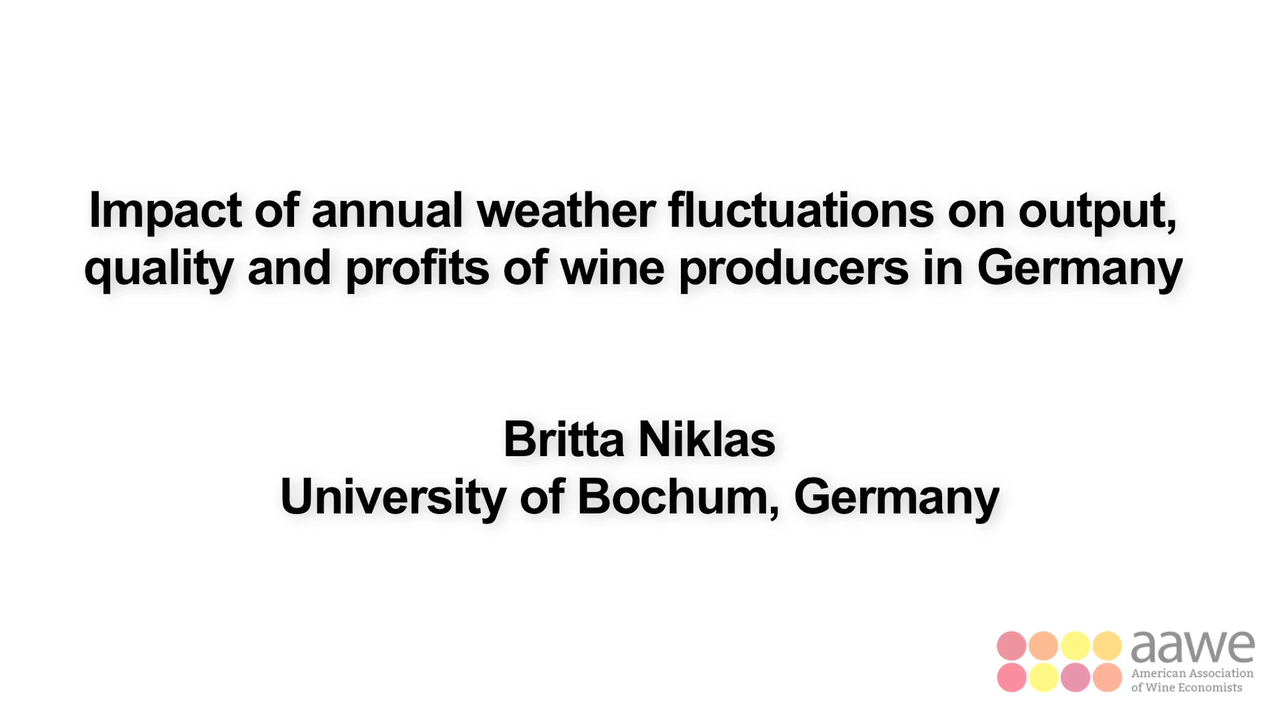 Impact of annual weather fluctuations on output,
quality and profits of wine producers in Germany
Britta Niklas
University of Bochum, Germany
aawe
American Association
of Wine Economists